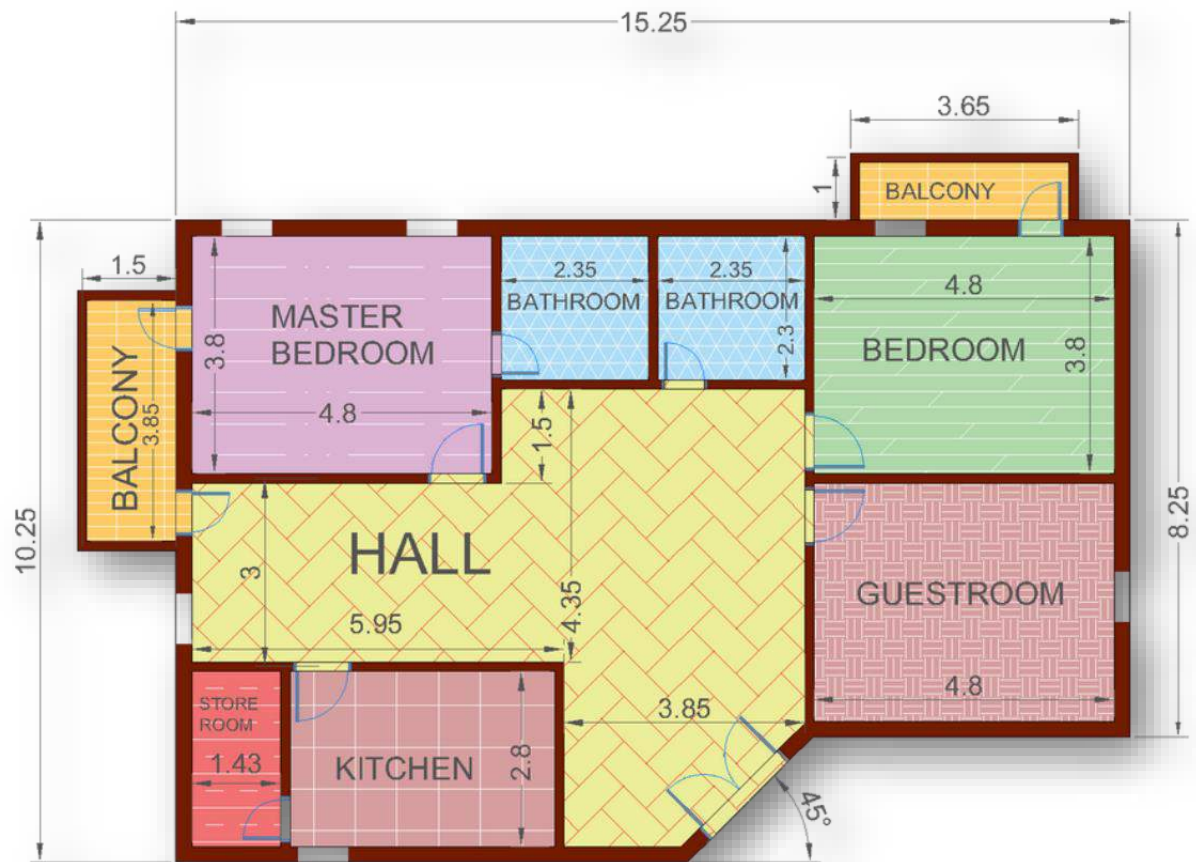 15.25
3.65
1
BALCONY
1.5
2.35
BATHROOM
2.35
BATHROOM
2.3
4.8
BEDROOM
3.8
MASTER
BEDROOM
3.8
4.8
BALCONY
3.85
10.25
8.25
1.5
HALL
3
5.95
4.35
GUESTROOM
4.8
STORE
ROOM
1.43
KITCHEN
2.8
3.85
45°